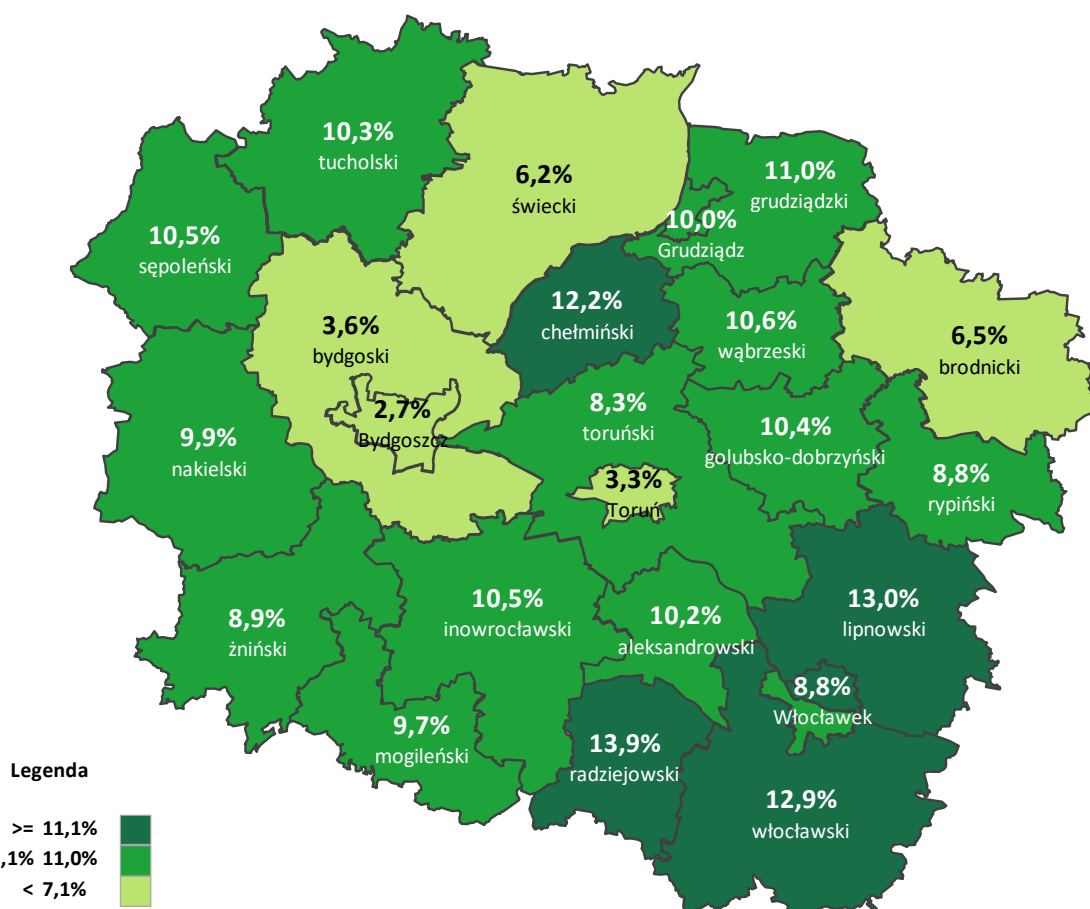 10,3%
tucholski
6,2%
świecki
11,0%
grudziądzki
10,0%
Grudziądz
10,5%
sępoleński
12,2%
chełmiński
3,6%
bydgoski
10,6%
wąbrzeski
6,5%
brodnicki
2,7%
Bydgoszcz
8,3%
toruński
9,9%
nakielski
10,4%
golubsko-dobrzyński
8,8%
rypiński
3,3%
Toruń
8,9%
żniński
10,5%
inowrocławski
10,2%
aleksandrowski
13,0%
lipnowski
8,8%
Włocławek
9,7%
mogileński
13,9%
radziejowski
12,9%
włocławski
Legenda
>= 11,1%
,1% 11,0%
< 7,1%